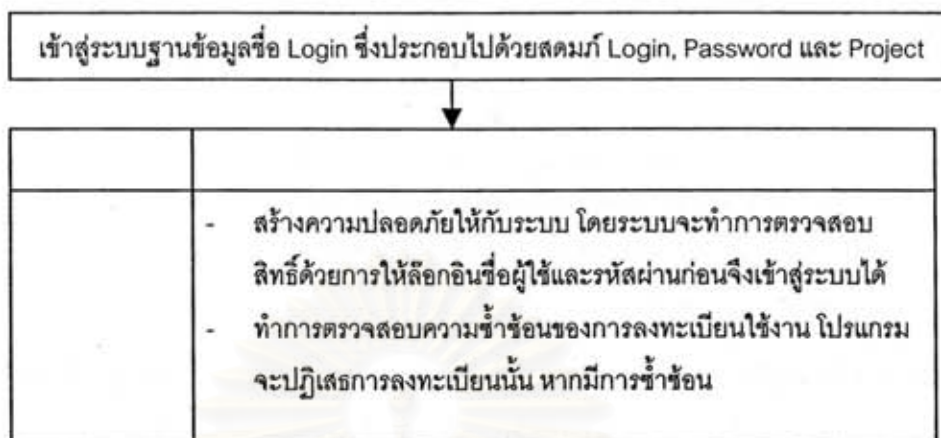 เข้าสู่ระบบฐานข้อมูลชื่อ Login ซึ่งประกอบไปด้วยสดมภ์ Login, Password และ Project
- สร้างความปลอดภัยให้กับระบบ โดยระบบจะทำการตรวจสอบ
สิทธิ์ด้วยการให้ล๊อกอินชื่อผู้ใช้และรหัสผ่านก่อนจึงเข้าสู่ระบบได้
- ทำการตรวจสอบความซ้ำซ้อนของการลงทะเบียนใช้งาน โปรแกรม
จะปฏิเสธการลงทะเบียนนั้น หากมีการซ้ำซ้อน